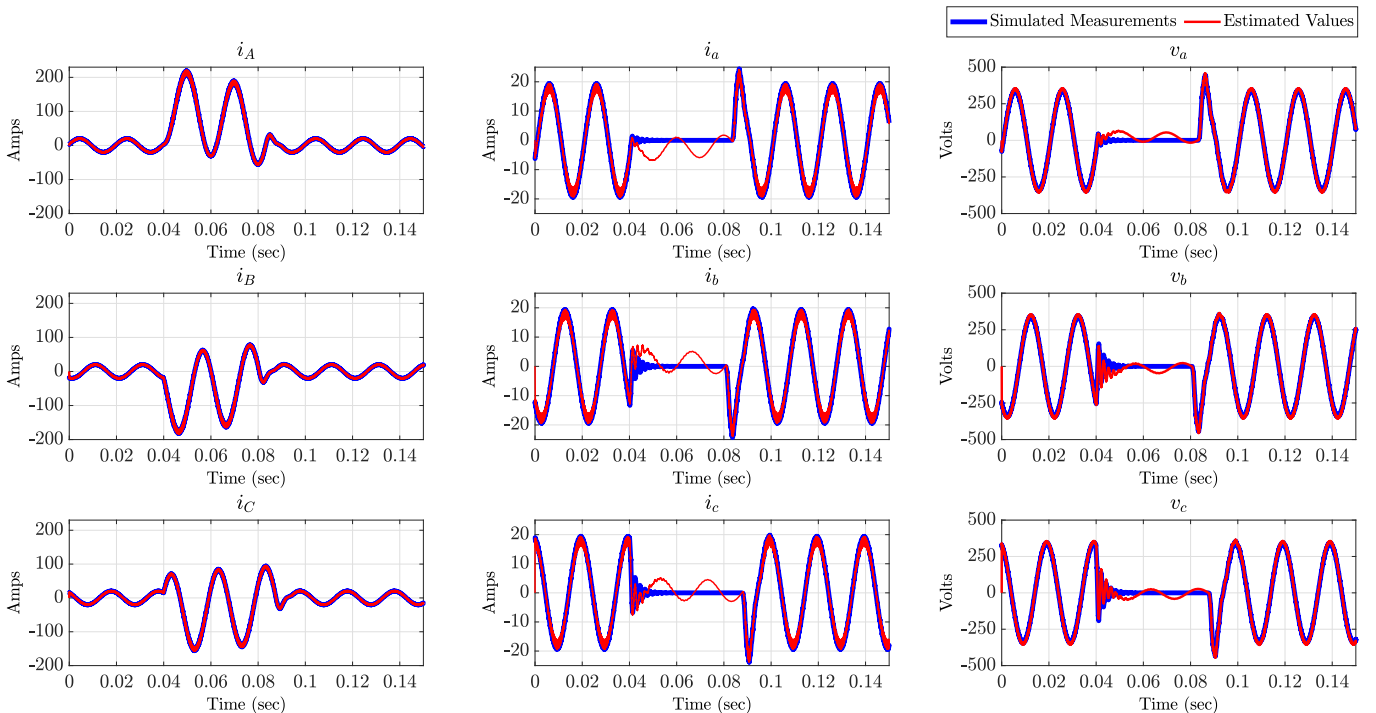 Simulated Measurements Estimated Values
i_A i_a v_a
200 100 0 -100 -200
Amps
20 10 0 -10 -20
Amps
500 250 0 -250 -500
Volts
0 0.02 0.04 0.06 0.08 0.1 0.12 0.14
0 0.02 0.04 0.06 0.08 0.1 0.12 0.14
0 0.02 0.04 0.06 0.08 0.1 0.12 0.14
Time (sec) Time (sec) Time (sec)
i_B i_b v_b
200 100 0 -100 -200
Amps
20 10 0 -10 -20
Amps
500 250 0 -250 -500
Volts
0 0.02 0.04 0.06 0.08 0.1 0.12 0.14
0 0.02 0.04 0.06 0.08 0.1 0.12 0.14
0 0.02 0.04 0.06 0.08 0.1 0.12 0.14
Time (sec) Time (sec) Time (sec)
i_C i_c v_c
200 100 0 -100 -200
Amps
20 10 0 -10 -20
Amps
500 250 0 -250 -500
Volts
0 0.02 0.04 0.06 0.08 0.1 0.12 0.14
0 0.02 0.04 0.06 0.08 0.1 0.12 0.14
0 0.02 0.04 0.06 0.08 0.1 0.12 0.14
Time (sec) Time (sec) Time (sec)